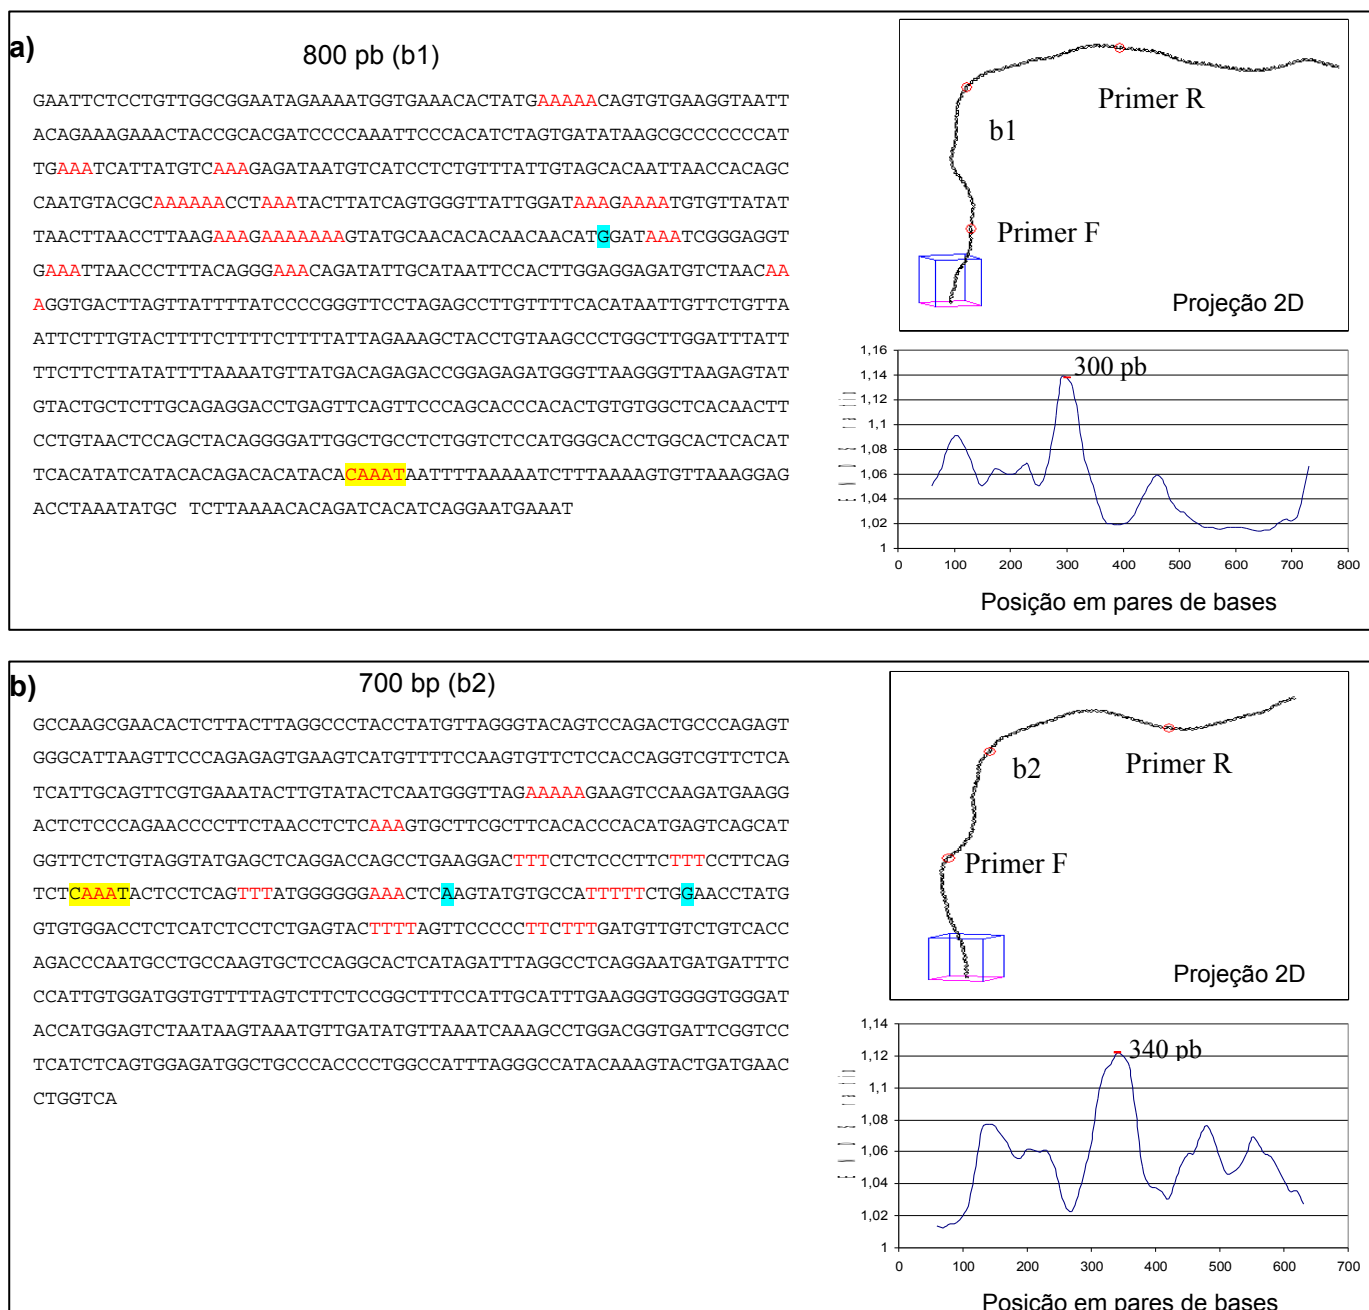 a)
800 pb (b1)
GAATTCTCCTGTTGGCGGAATAGAAAATGGTGAAACACTATGAAAAACAGTGTGAAGGTAATT
ACAGAAAGAAACTACCGCACGATCCCCAAATTCCCACATCTAGTGATATAAGCGCCCCCCCAT
TGAAATCATTATGTCAAAGAGATAATGTCATCCTCTGTTTATTGTAGCACAATTAACCACAGC
CAATGTACGCAAAAAACCTAAATACTTATCAGTGGGTTATTGGATAAAGAAAATGTGTTATAT
TAACTTAACCTTAAGAAAGAAAAAAAGTATGCAACACACAACAACATGGATAAATCGGGAGGT
GAAATTAACCCTTTACAGGGAAACAGATATTGCATAATTCCACTTGGAGGAGATGTCTAACAA
AGGTGACTTAGTTATTTTATCCCCGGGTTCCTAGAGCCTTGTTTTCACATAATTGTTCTGTTA
ATTCTTTGTACTTTTCTTTTCTTTTATTAGAAAGCTACCTGTAAGCCCTGGCTTGGATTTATT
TTCTTCTTATATTTTAAAATGTTATGACAGAGACCGGAGAGATGGGTTAAGGGTTAAGAGTAT
GTACTGCTCTTGCAGAGGACCTGAGTTCAGTTCCCAGCACCCACACTGTGTGGCTCACAACTT
CCTGTAACTCCAGCTACAGGGGATTGGCTGCCTCTGGTCTCCATGGGCACCTGGCACTCACAT
TCACATATCATACACAGACACATACACAAATAATTTTAAAAATCTTTAAAAGTGTTAAAGGAG
ACCTAAATATGC TCTTAAAACACAGATCACATCAGGAATGAAAT
Primer R
b1
Primer F
Projeção 2D
1,16
1,14
1,12
1,1
1,08
1,06
1,04
1,02
1
300 pb
0 100 200 300 400 500 600 700 800
Posição em pares de bases
b)
700 bp (b2)
GCCAAGCGAACACTCTTACTTAGGCCCTACCTATGTTAGGGTACAGTCCAGACTGCCCAGAGT
GGGCATTAAGTTCCCAGAGAGTGAAGTCATGTTTTCCAAGTGTTCTCCACCAGGTCGTTCTCA
TCATTGCAGTTCGTGAAATACTTGTATACTCAATGGGTTAGAAAAAGAAGTCCAAGATGAAGG
ACTCTCCCAGAACCCCTTCTAACCTCTCAAAGTGCTTCGCTTCACACCCACATGAGTCAGCAT
GGTTCTCTGTAGGTATGAGCTCAGGACCAGCCTGAAGGACTTTCTCTCCCTTCTTTCCTTCAG
TCTCAAATACTCCTCAGTTTATGGGGGGAAACTCAAGTATGTGCCATTTTTCTGGAACCTATG
GTGTGGACCTCTCATCTCCTCTGAGTACTTTTAGTTCCCCCTTCTTTGATGTTGTCTGTCACC
AGACCCAATGCCTGCCAAGTGCTCCAGGCACTCATAGATTTAGGCCTCAGGAATGATGATTTC
CCATTGTGGATGGTGTTTTAGTCTTCTCCGGCTTTCCATTGCATTTGAAGGGTGGGGTGGGAT
ACCATGGAGTCTAATAAGTAAATGTTGATATGTTAAATCAAAGCCTGGACGGTGATTCGGTCC
TCATCTCAGTGGAGATGGCTGCCCACCCCTGGCCATTTAGGGCCATACAAAGTACTGATGAAC
CTGGTCA
b2
Primer R
Primer F
Projeção 2D
1,14
1,12
1,1
1,08
1,06
1,04
1,02
1
340 pb
0 100 200 300 400 500 600 700
Posição em pares de bases